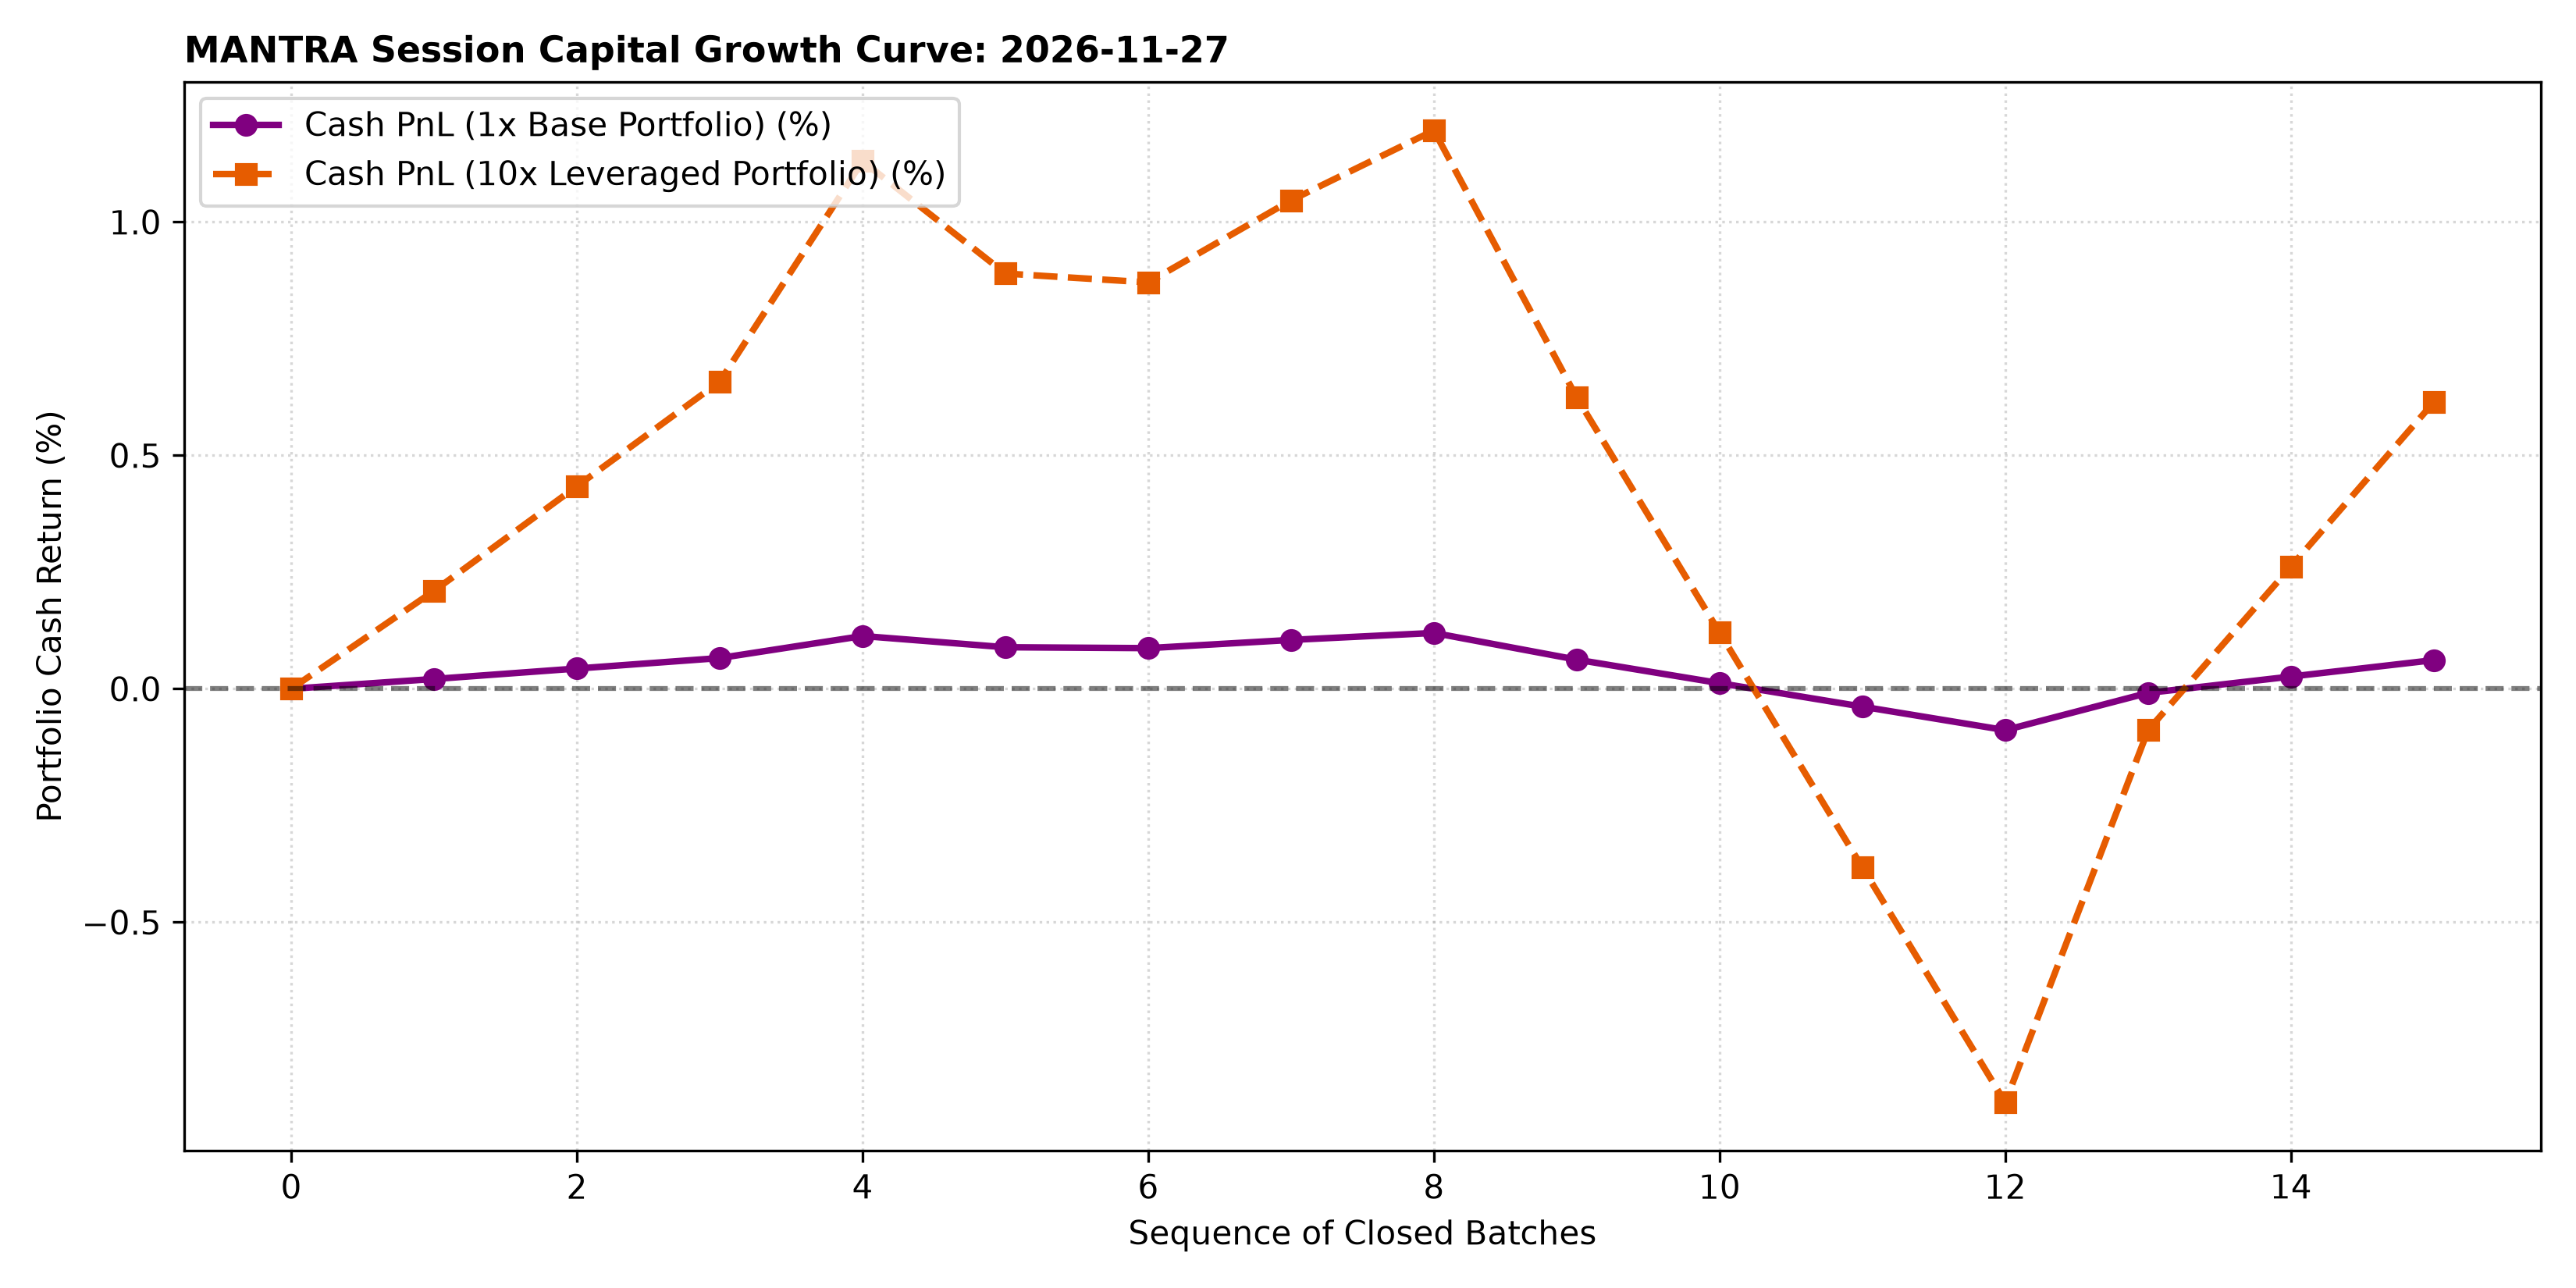 MANTRA Session Capital Growth Curve: 2026-11-27
Cash PnL (1x Base Portfolio) (%)
Cash PnL (10x Leveraged Portfolio) (%)
Portfolio Cash Return (%)
1.0
0.5
0.0
−0.5
0 2 4 6 8 10 12 14
Sequence of Closed Batches